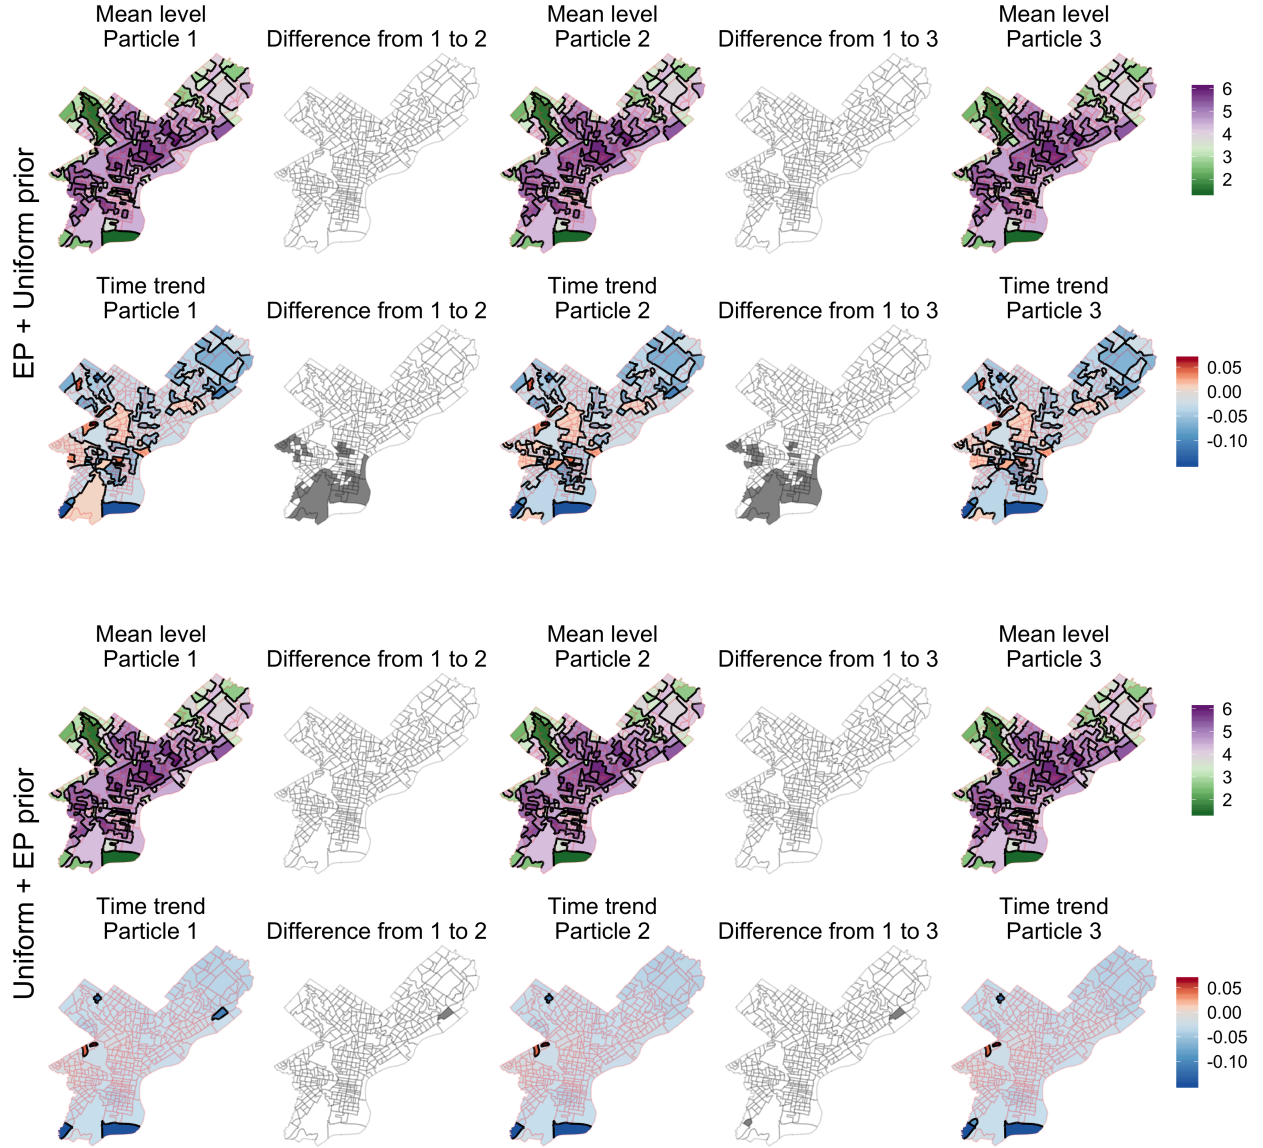 EP + Uniform prior
Mean level
Particle 1
Difference from 1 to 2
Mean level
Particle 2
Difference from 1 to 3
Mean level
Particle 3
6
5
4
3
2
Time trend
Particle 1
Difference from 1 to 2
Time trend
Particle 2
Difference from 1 to 3
Time trend
Particle 3
0.05
0.00
-0.05
-0.10
Uniform + EP prior
Mean level
Particle 1
Difference from 1 to 2
Mean level
Particle 2
Difference from 1 to 3
Mean level
Particle 3
6
5
4
3
2
Time trend
Particle 1
Difference from 1 to 2
Time trend
Particle 2
Difference from 1 to 3
Time trend
Particle 3
0.05
0.00
-0.05
-0.10